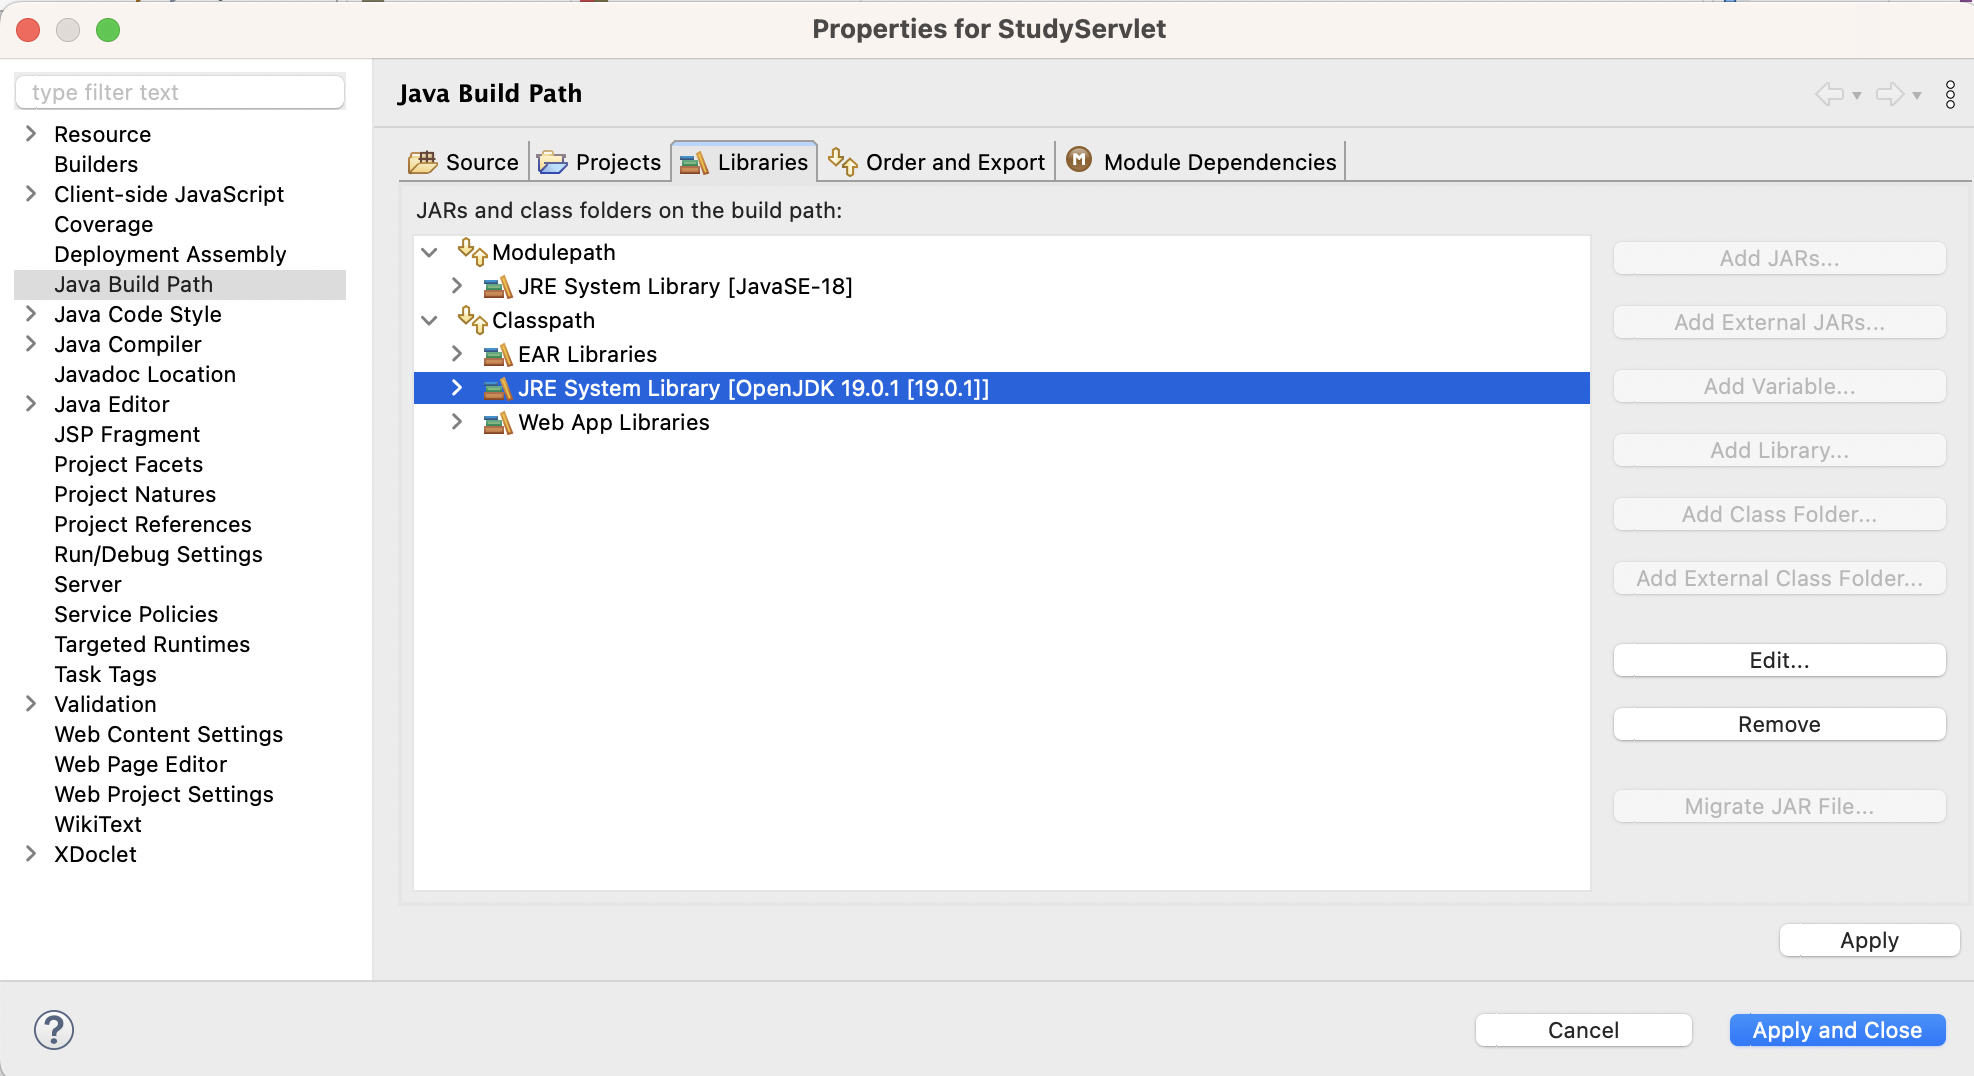 Properties for StudyServlet
type filter text
Resource
Builders
Client-side JavaScript
Coverage
Deployment Assembly
Java Build Path
Java Code Style
Java Compiler
Javadoc Location
Java Editor
JSP Fragment
Project Facets
Project Natures
Project References
Run/Debug Settings
Server
Service Policies
Targeted Runtimes
Task Tags
Validation
Web Content Settings
Web Page Editor
Web Project Settings
WikiText
XDoclet
Java Build Path
Source Projects Libraries Order and Export M Module Dependencies
JARs and class folders on the build path:
Modulepath
JRE System Library [JavaSE-18]
Classpath
EAR Libraries
JRE System Library [OpenJDK 19.0.1 [19.0.1]]
Web App Libraries
Add JARs...
Add External JARs...
Add Variable...
Add Library...
Add Class Folder...
Add External Class Folder...
Edit...
Remove
Migrate JAR File...
Apply
?
Cancel
Apply and Close